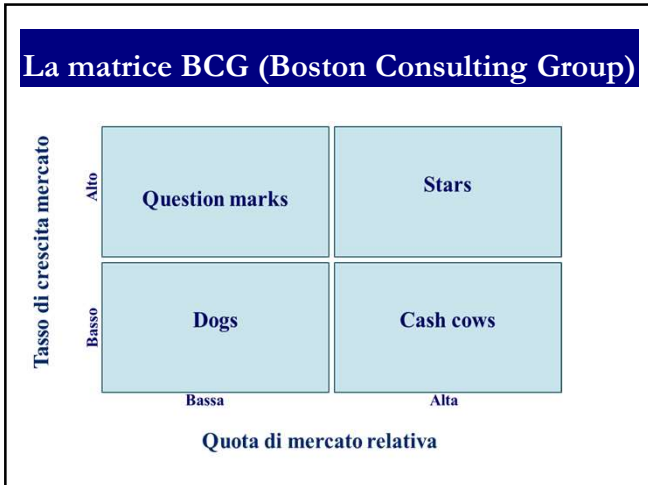 La matrice BCG (Boston Consulting Group)
Tasso di crescita mercato
Alto
Question marks
Stars
Basso
Dogs
Cash cows
Bassa
Alta
Quota di mercato relativa